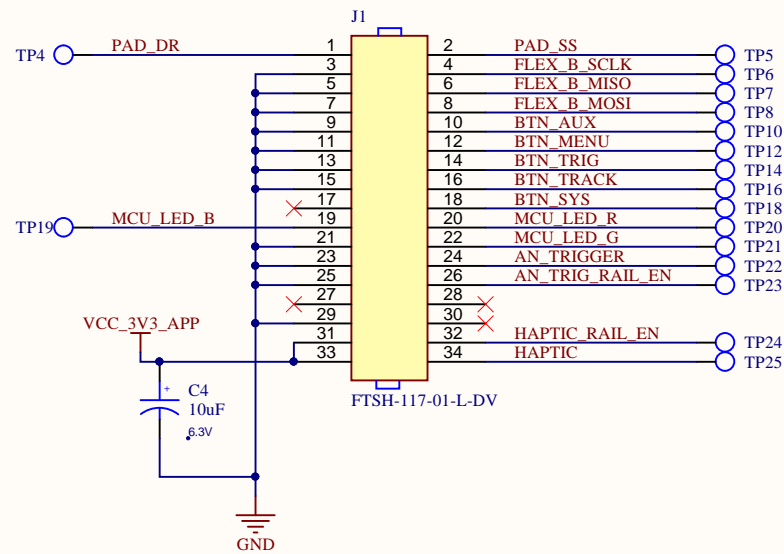 J1
TP4 PAD_DR 1 2 PAD_SS TP5
3 4 FLEX_B_SCLK TP6
5 6 FLEX_B_MISO TP7
7 8 FLEX_B_MOSI TP8
9 10 BTN_AUX TP10
11 12 BTN_MENU TP12
13 14 BTN_TRIG TP14
15 16 BTN_TRACK TP16
17 18 BTN_SYS TP18
TP19 MCU_LED_B 19 20 MCU_LED_R TP20
21 22 MCU_LED_G TP21
23 24 AN_TRIGGER TP22
25 26 AN_TRIG_RAIL_EN TP23
27 28
VCC_3V3_APP 29 30
31 32 HAPTIC_RAIL_EN TP24
33 34 HAPTIC TP25
+ C4
10uF
6.3V
FTSH-117-01-L-DV
GND